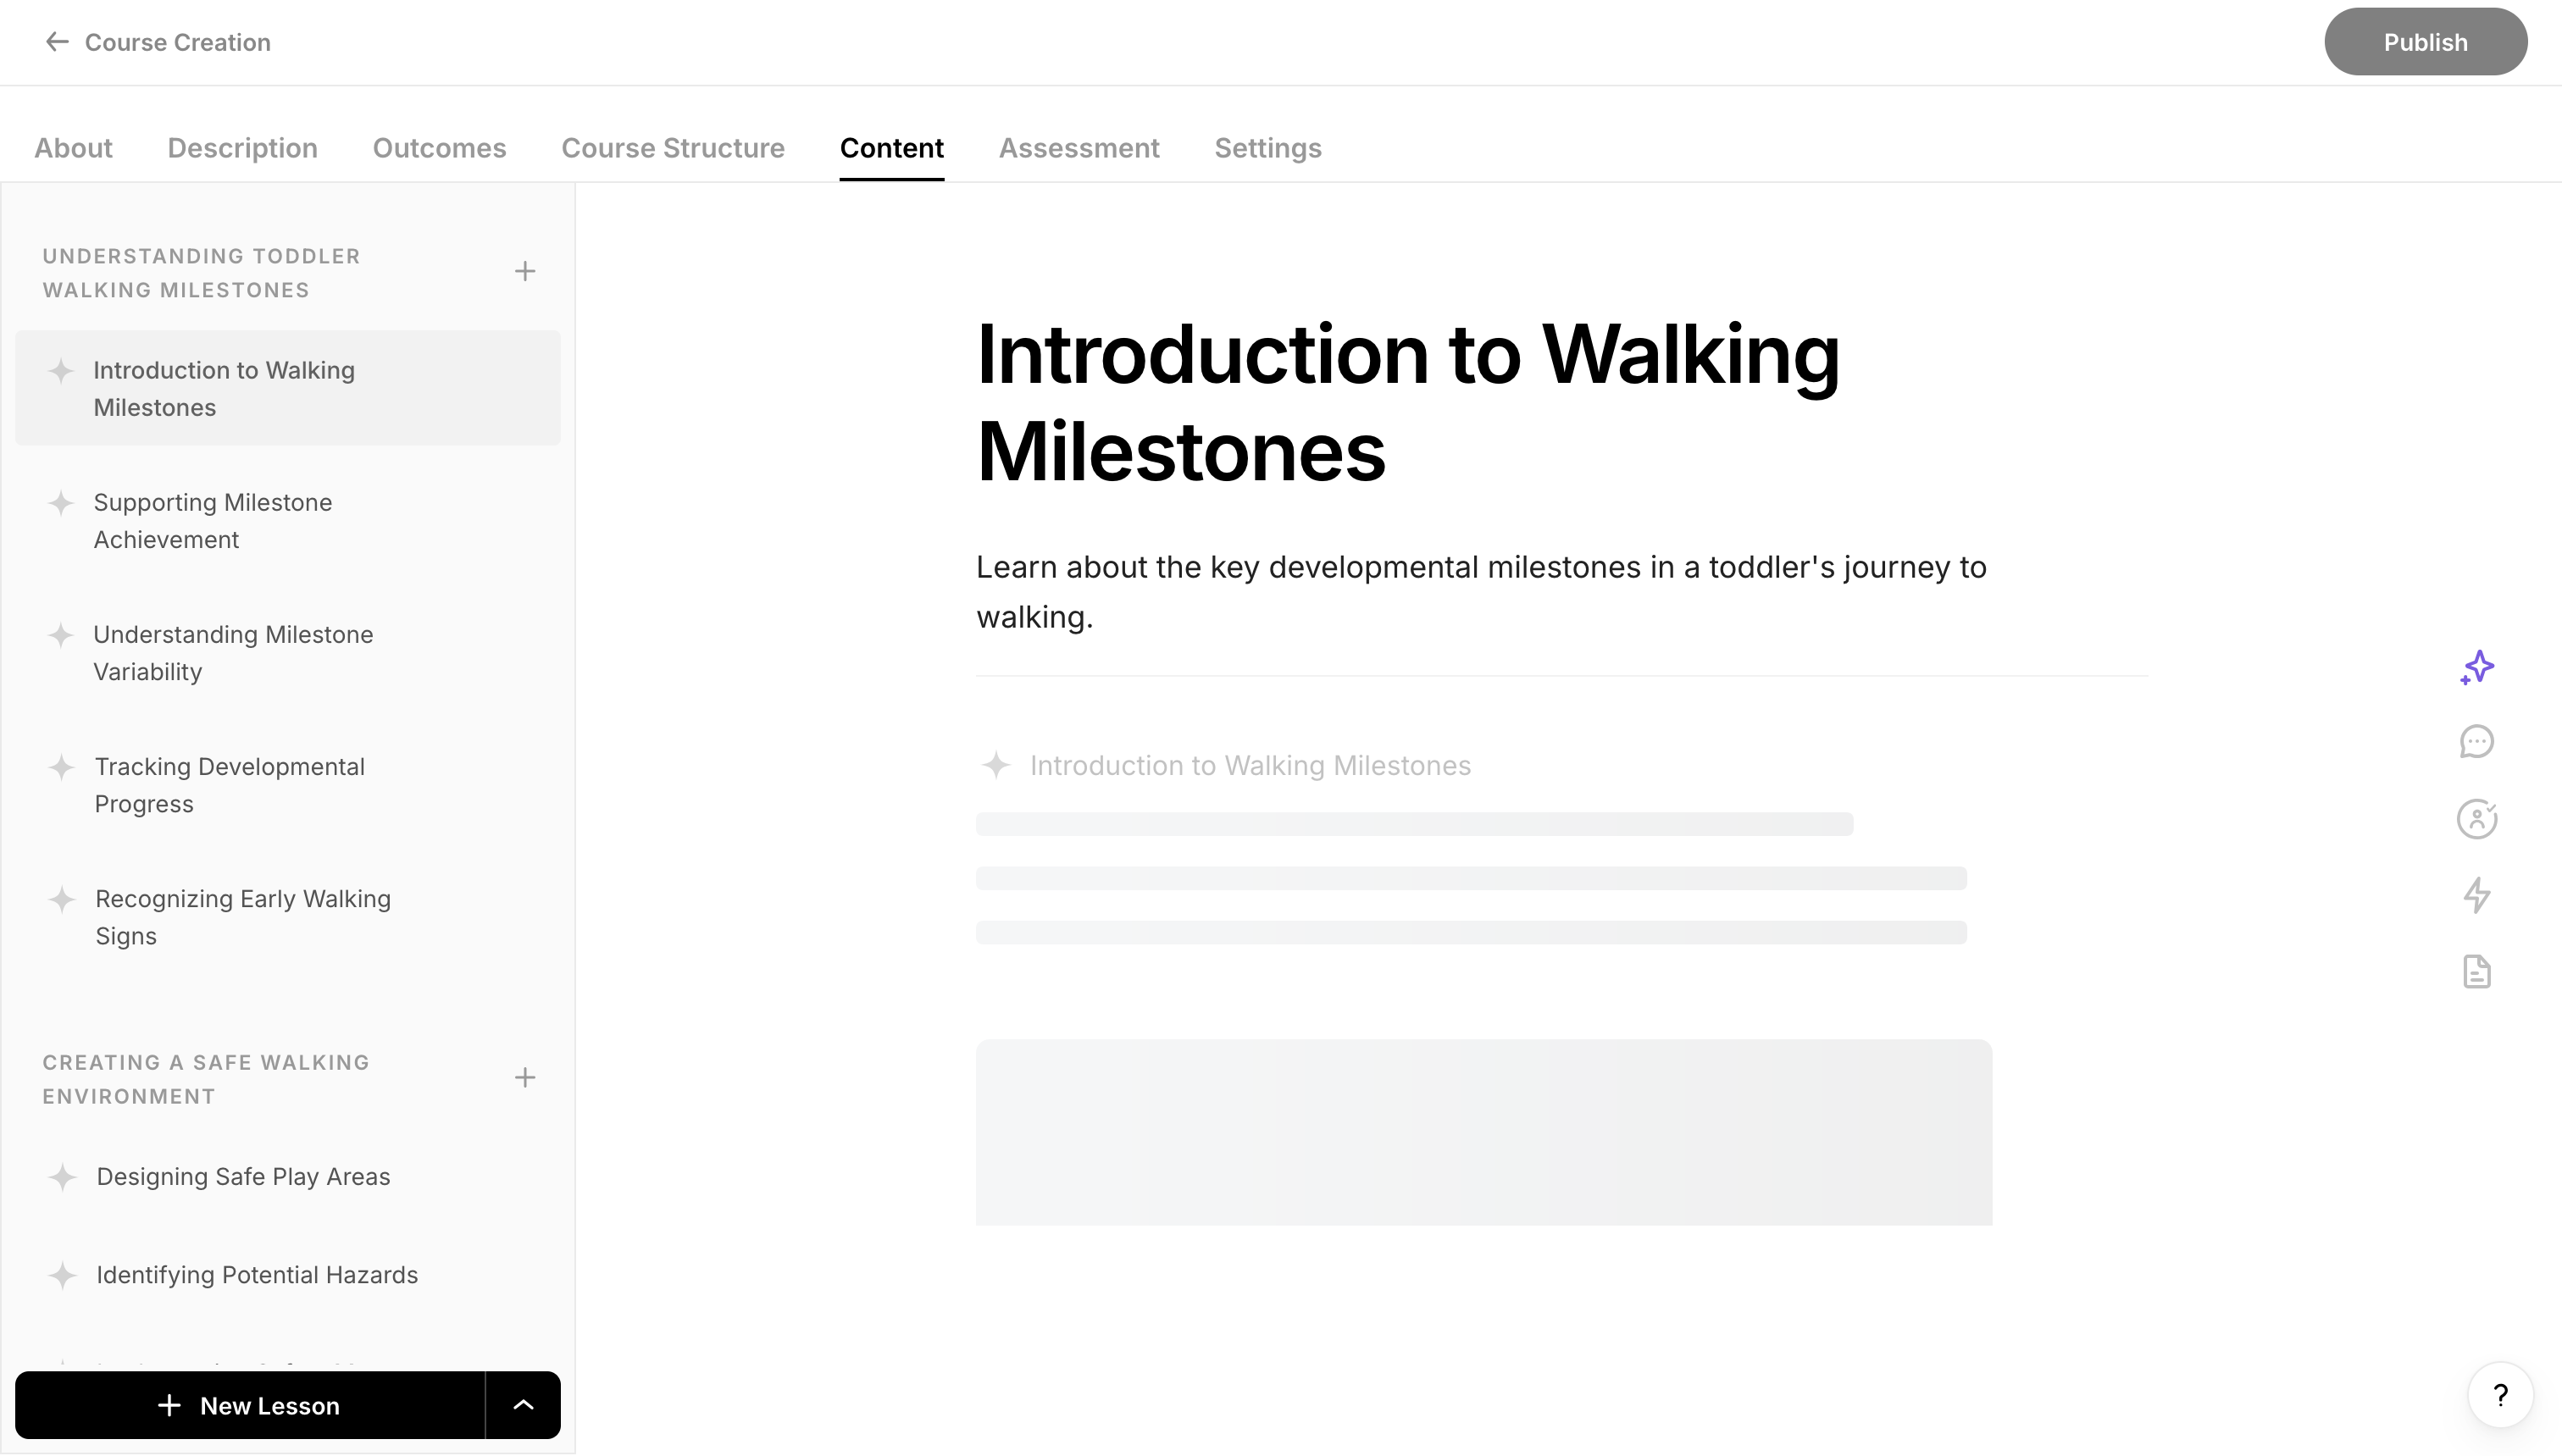 Course Creation
Publish
About
Description
Outcomes
Course Structure
Content
Assessment
Settings
UNDERSTANDING TODDLER
WALKING MILESTONES
Introduction to Walking
Milestones
Supporting Milestone
Achievement
Understanding Milestone
Variability
Tracking Developmental
Progress
Recognizing Early Walking
Signs
CREATING A SAFE WALKING
ENVIRONMENT
Designing Safe Play Areas
Identifying Potential Hazards
New Lesson
Introduction to Walking
Milestones
Learn about the key developmental milestones in a toddler's journey to
walking.
Introduction to Walking Milestones
?